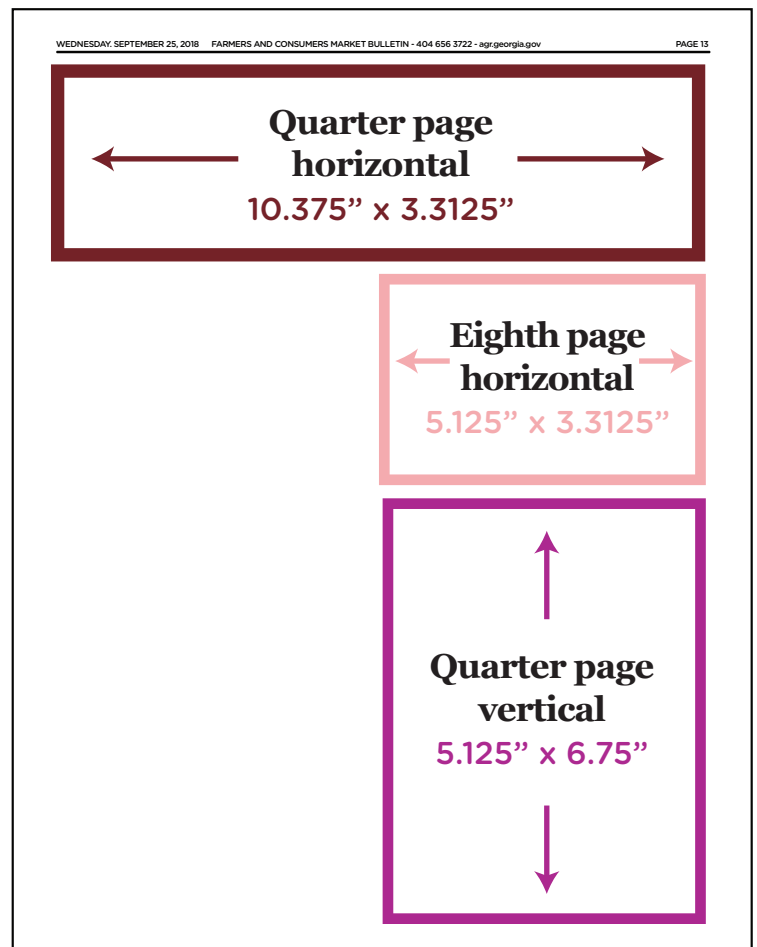 WEDNESDAY. SEPTEMBER 25, 2018 FARMERS AND CONSUMERS MARKET BULLETIN - 404 656 3722 - agr.georgia.gov PAGE 13
Quarter page
horizontal
10.375” x 3.3125”
Eighth page
horizontal
5.125” x 3.3125”
Quarter page
vertical
5.125” x 6.75”